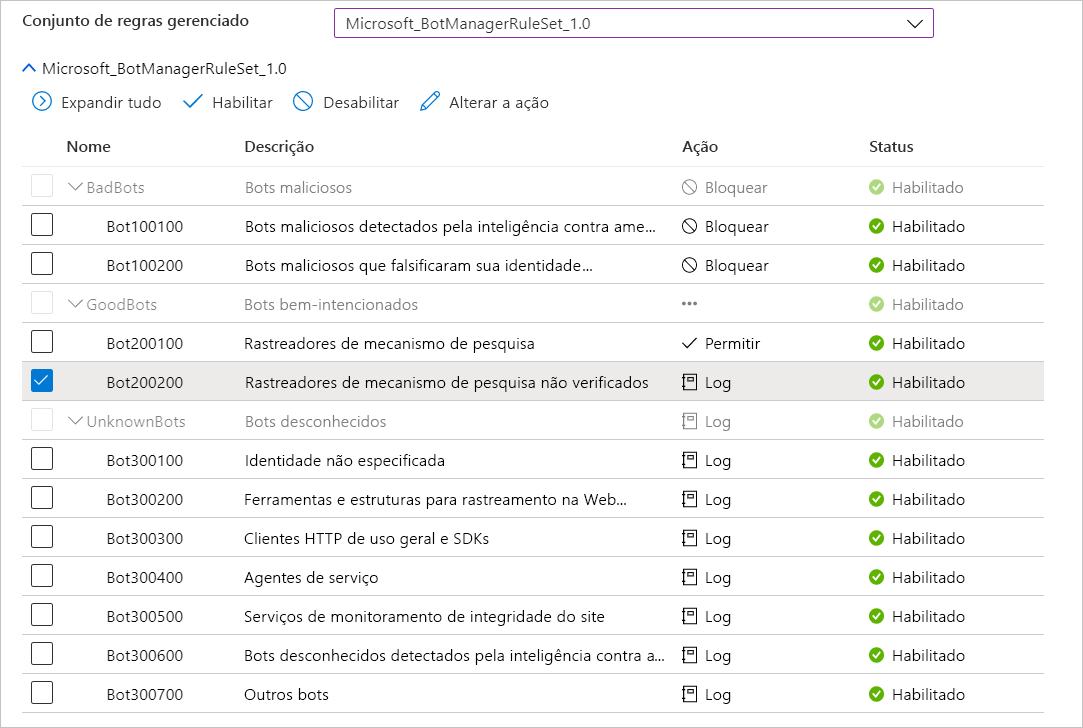 Conjunto de regras gerenciado Microsoft_BotManagerRuleSet_1.0
Microsoft_BotManagerRuleSet_1.0
Expandir tudo Habilitar Desabilitar Alterar a ação
Nome Descrição Ação Status
BadBots Bots maliciosos Bloquear Habilitado
Bot100100 Bots maliciosos detectados pela inteligência contra ame... Bloquear Habilitado
Bot100200 Bots maliciosos que falsificaram sua identidade... Bloquear Habilitado
GoodBots Bots bem-intencionados ••• Habilitado
Bot200100 Rastreadores de mecanismo de pesquisa Permitir Habilitado
Bot200200 Rastreadores de mecanismo de pesquisa não verificados Log Habilitado
UnknownBots Bots desconhecidos Log Habilitado
Bot300100 Identidade não especificada Log Habilitado
Bot300200 Ferramentas e estruturas para rastreamento na Web... Log Habilitado
Bot300300 Clientes HTTP de uso geral e SDKs Log Habilitado
Bot300400 Agentes de serviço Log Habilitado
Bot300500 Serviços de monitoramento de integridade do site Log Habilitado
Bot300600 Bots desconhecidos detectados pela inteligência contra a... Log Habilitado
Bot300700 Outros bots Log Habilitado